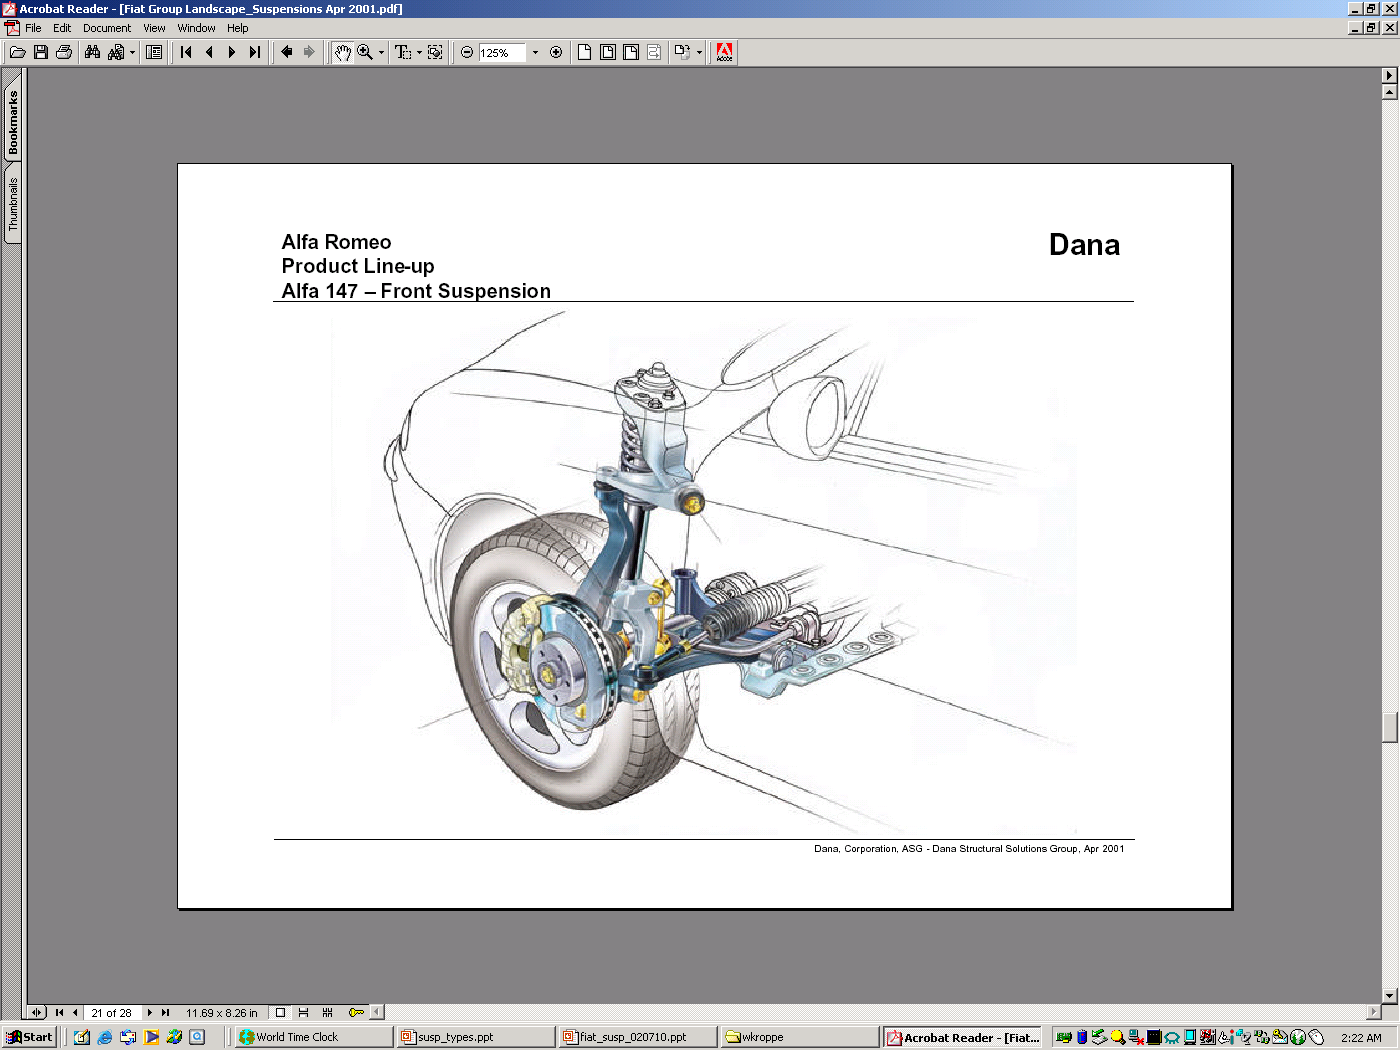 Acrobat Reader - [Fiat Group Landscape_Suspensions Apr 2001.pdf]
File Edit Document View Window Help
125%
Adobe
Bookmarks
Thumbnails
Alfa Romeo
Product Line-up
Alfa 147 – Front Suspension
Dana
Dana, Corporation, ASG - Dana Structural Solutions Group, Apr 2001
21 of 28
11.69 x 8.26 in
Start
World Time Clock
susp_types.ppt
fiat_susp_020710.ppt
wkroppe
Acrobat Reader - [Fiat...
2:22 AM